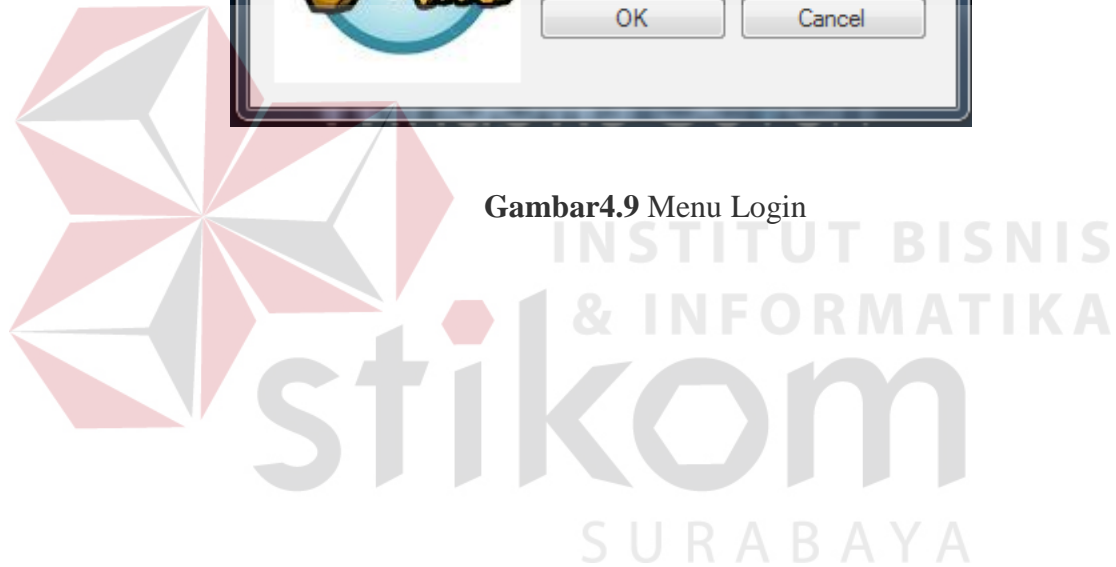 OK Cancel
Gambar4.9 Menu Login
INSTITUT BISNIS
& INFORMATIKA
stikom
SURABAYA